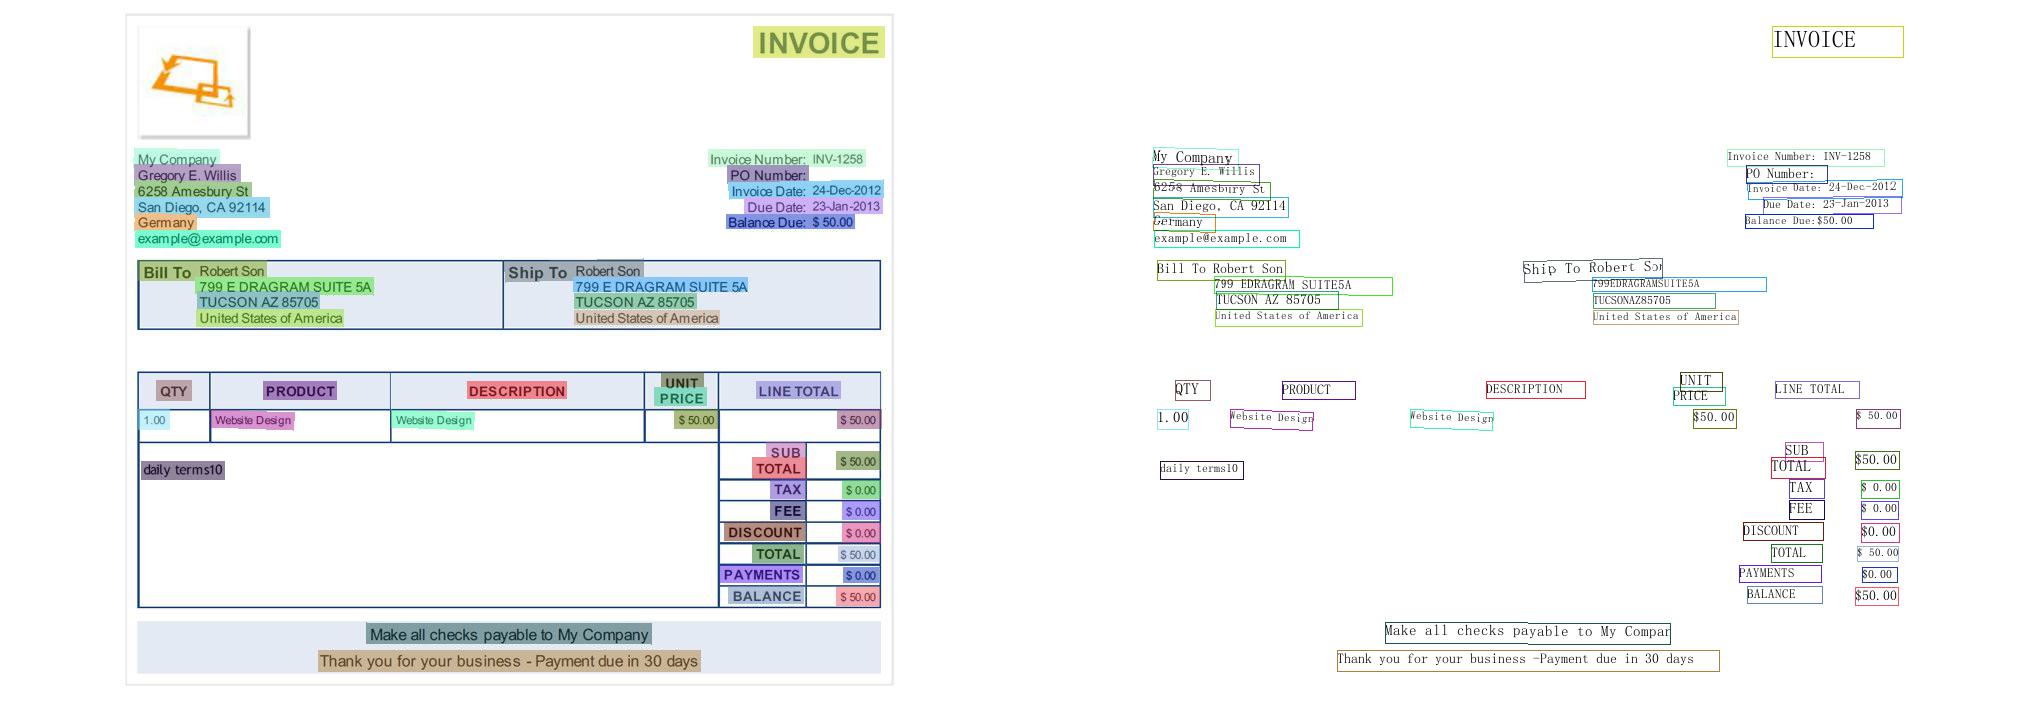 INVOICE
My Company
Gregory E. Willis
6258 Amesbury St
San Diego, CA 92114
Germany
example@example.com
Invoice Number: INV-1258
PO Number:
Invoice Date: 24-Dec-2012
Due Date: 23-Jan-2013
Balance Due: $ 50.00
Bill To Robert Son
799 E DRAGRAM SUITE 5A
TUCSON AZ 85705
United States of America
Ship To Robert Son
799 E DRAGRAM SUITE 5A
TUCSON AZ 85705
United States of America
QTY PRODUCT DESCRIPTION UNIT PRICE LINE TOTAL
1.00 Website Design Website Design $ 50.00 $ 50.00
daily terms10
SUB TOTAL $ 50.00
TAX $ 0.00
FEE $ 0.00
DISCOUNT $ 0.00
TOTAL $ 50.00
PAYMENTS $ 0.00
BALANCE $ 50.00
Make all checks payable to My Company
Thank you for your business - Payment due in 30 days
INVOICE
My Company
Gregory E. Willis
6258 Amesbury St
San Diego, CA 92114
Germany
example@example.com
Invoice Number: INV-1258
PO Number:
Invoice Date: 24-Dec-2012
Due Date: 23-Jan-2013
Balance Due:$50.00
Bill To Robert Son
799 EDRAGRAM SUITE5A
TUCSON AZ 85705
United States of America
Ship To Robert Son
799EDRAGRAMSUITE5A
TUCSONAZ85705
United States of America
QTY PRODUCT DESCRIPTION UNIT PRICE LINE TOTAL
1.00 Website Design Website Design $50.00 $ 50.00
daily terms10
SUB TOTAL $50.00
TAX $ 0.00
FEE $ 0.00
DISCOUNT $0.00
TOTAL $ 50.00
PAYMENTS $0.00
BALANCE $50.00
Make all checks payable to My Compan
Thank you for your business -Payment due in 30 days